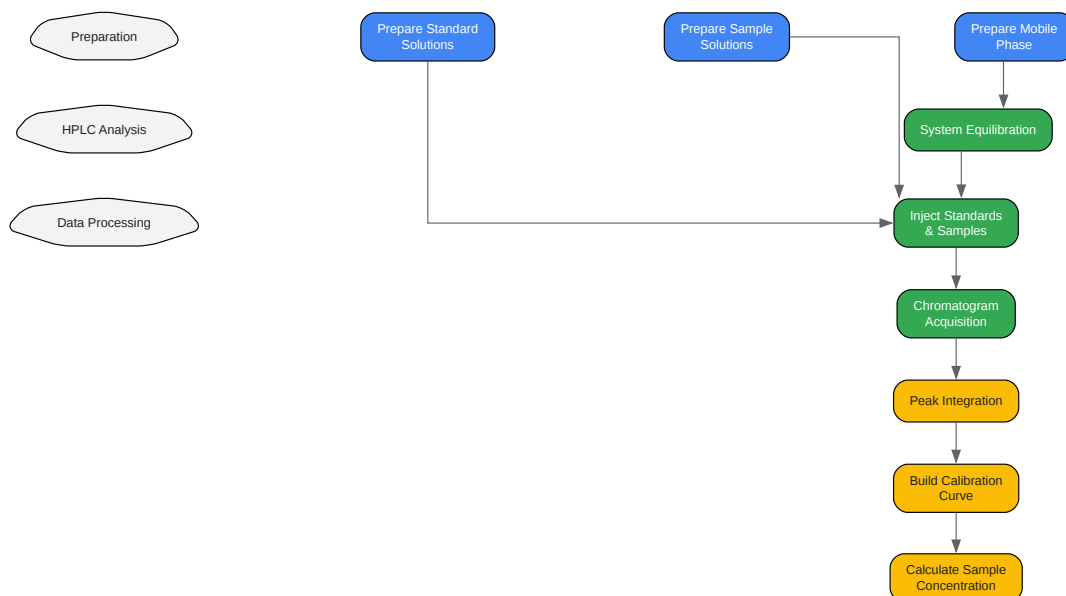 Preparation
Prepare Standard
Solutions
Prepare Sample
Solutions
Prepare Mobile
Phase
HPLC Analysis
System Equilibration
Data Processing
Inject Standards
& Samples
Chromatogram
Acquisition
Peak Integration
Build Calibration
Curve
Calculate Sample
Concentration